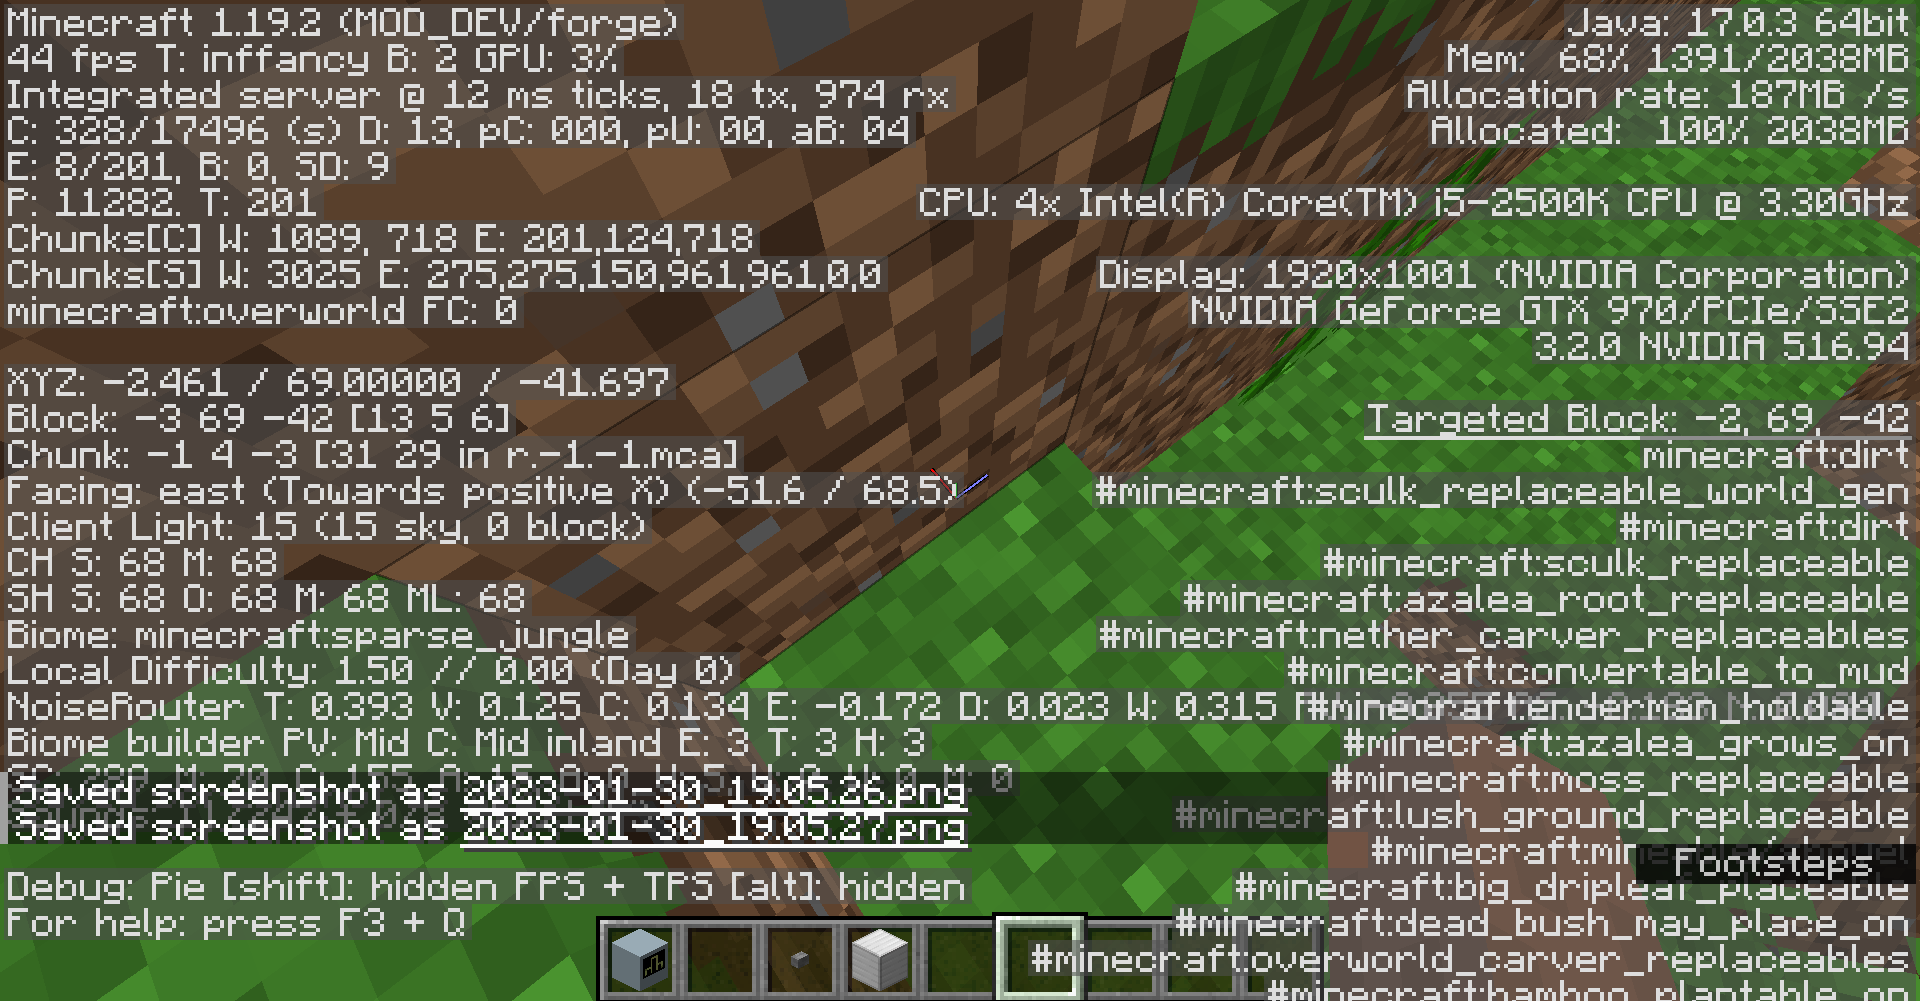 Minecraft 1.19.2 (MOD_DEV/forge)
44 fps T: inffancy B: 2 GPU: 3%
Integrated server @ 12 ms ticks, 18 tx, 974 rx
C: 328/17496 (s) D: 13, pC: 000, pU: 00, aB: 04
E: 8/201, B: 0, SD: 9
P: 11282. T: 201
Chunks[C] W: 1089, 718 E: 201,124,718
Chunks[S] W: 3025 E: 275,275,150,961,961,0,0
minecraft:overworld FC: 0
XYZ: -2.461 / 69.00000 / -41.697
Block: -3 69 -42 [13 5 6]
Chunk: -1 4 -3 [31 29 in r.-1.-1.mca]
Facing: east (Towards positive X) (-51.6 / 68.5)
Client Light: 15 (15 sky, 0 block)
CH S: 68 M: 68
SH S: 68 O: 68 M: 68 ML: 68
Biome: minecraft:sparse_jungle
Local Difficulty: 1.50 // 0.00 (Day 0)
NoiseRouter T: 0.393 V: 0.125 C: 0.134 E: -0.172 D: 0.023 W: 0.315
Biome builder PV: Mid C: Mid inland E: 3 T: 3 H: 3
Saved screenshot as 2023-01-30_19.05.26.png
Saved screenshot as 2023-01-30_19.05.27.png
Debug: Pie [shift]: hidden FPS + TPS [alt]: hidden
For help: press F3 + Q
Java: 17.0.3 64bit
Mem: 68% 1391/2038MB
Allocation rate: 187MB /s
Allocated: 100% 2038MB
CPU: 4x Intel(R) Core(TM) i5-2500K CPU @ 3.30GHz
Display: 1920x1001 (NVIDIA Corporation)
NVIDIA GeForce GTX 970/PCIe/SSE2
3.2.0 NVIDIA 516.94
Targeted Block: -2, 69, -42
minecraft:dirt
#minecraft:sculk_replaceable_world_gen
#minecraft:dirt
#minecraft:sculk_replaceable
#minecraft:azalea_root_replaceable
#minecraft:nether_carver_replaceables
#minecraft:convertable_to_mud
#minecraft:enderman_holdable
#minecraft:azalea_grows_on
#minecraft:moss_replaceable
#minecraft:lush_ground_replaceable
#minecraft:mineable/shovel
Footsteps
#minecraft:big_dripleaf_placeable
#minecraft:dead_bush_may_place_on
#minecraft:overworld_carver_replaceables
#minecraft:bamboo_plantable_on